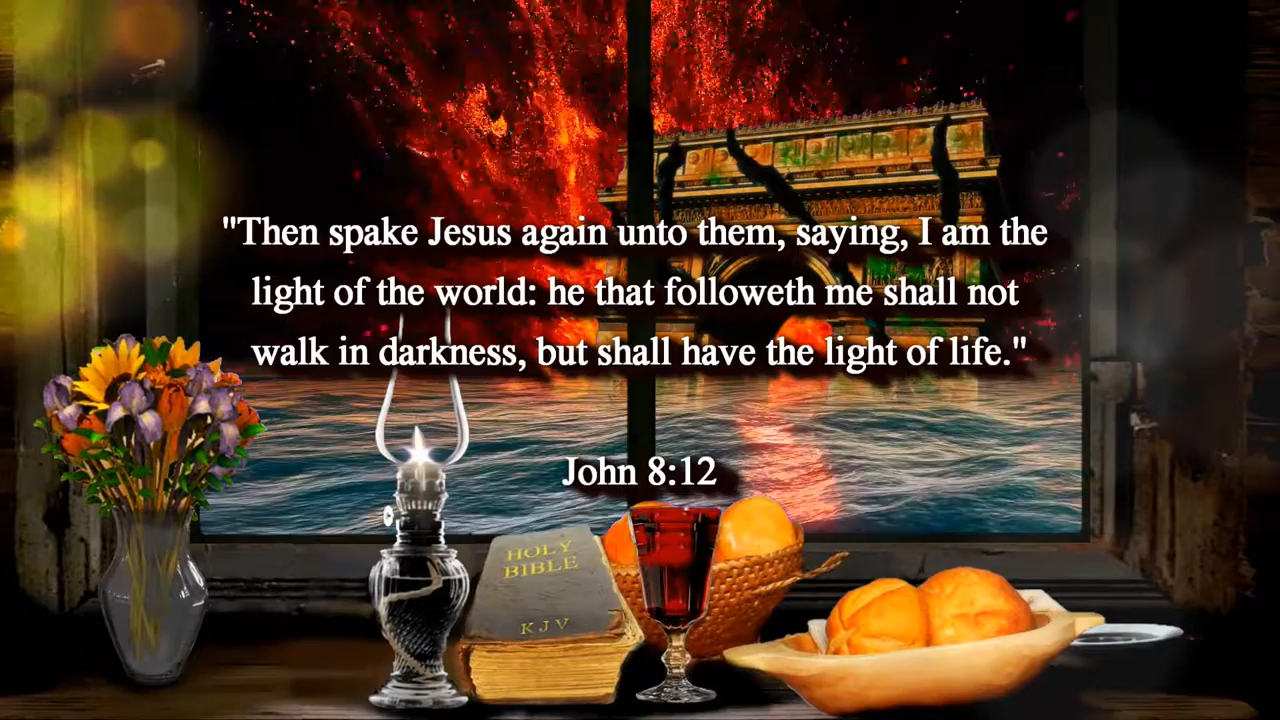 "Then spake Jesus again unto them, saying, I am the
light of the world: he that followeth me shall not
walk in darkness, but shall have the light of life."
John 8:12
HOLY
BIBLE
KJV